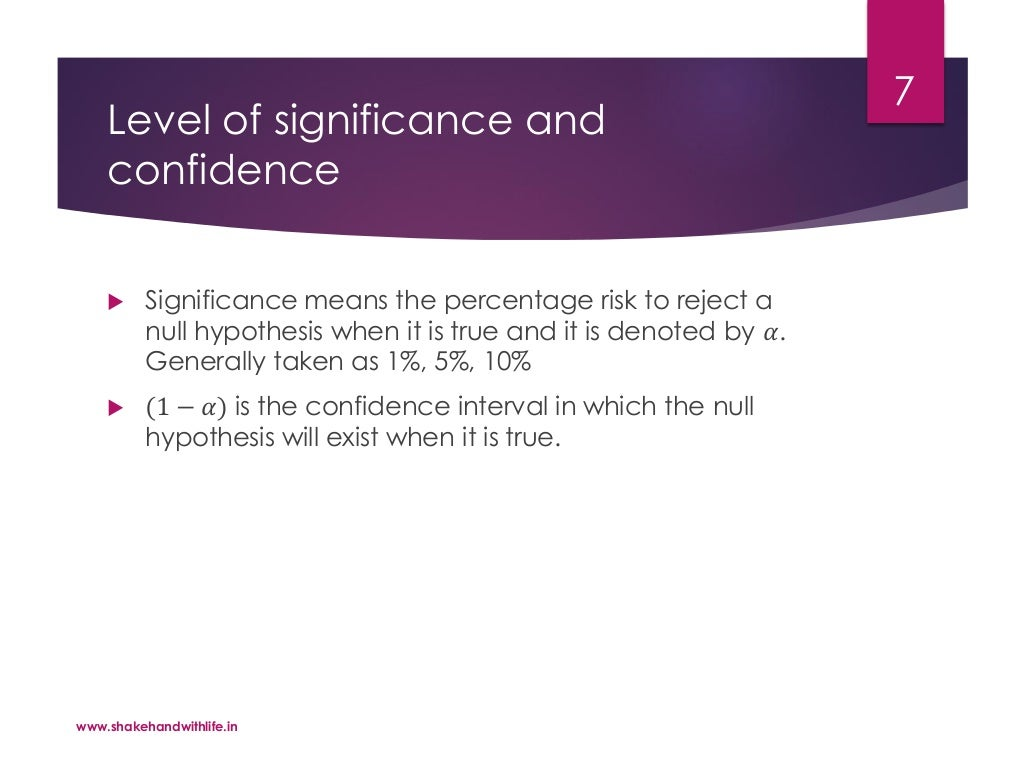 7
Level of significance and
confidence
Significance means the percentage risk to reject a
null hypothesis when it is true and it is denoted by 𝛼.
Generally taken as 1%, 5%, 10%
(1 − 𝛼) is the confidence interval in which the null
hypothesis will exist when it is true.
www.shakehandwithlife.in